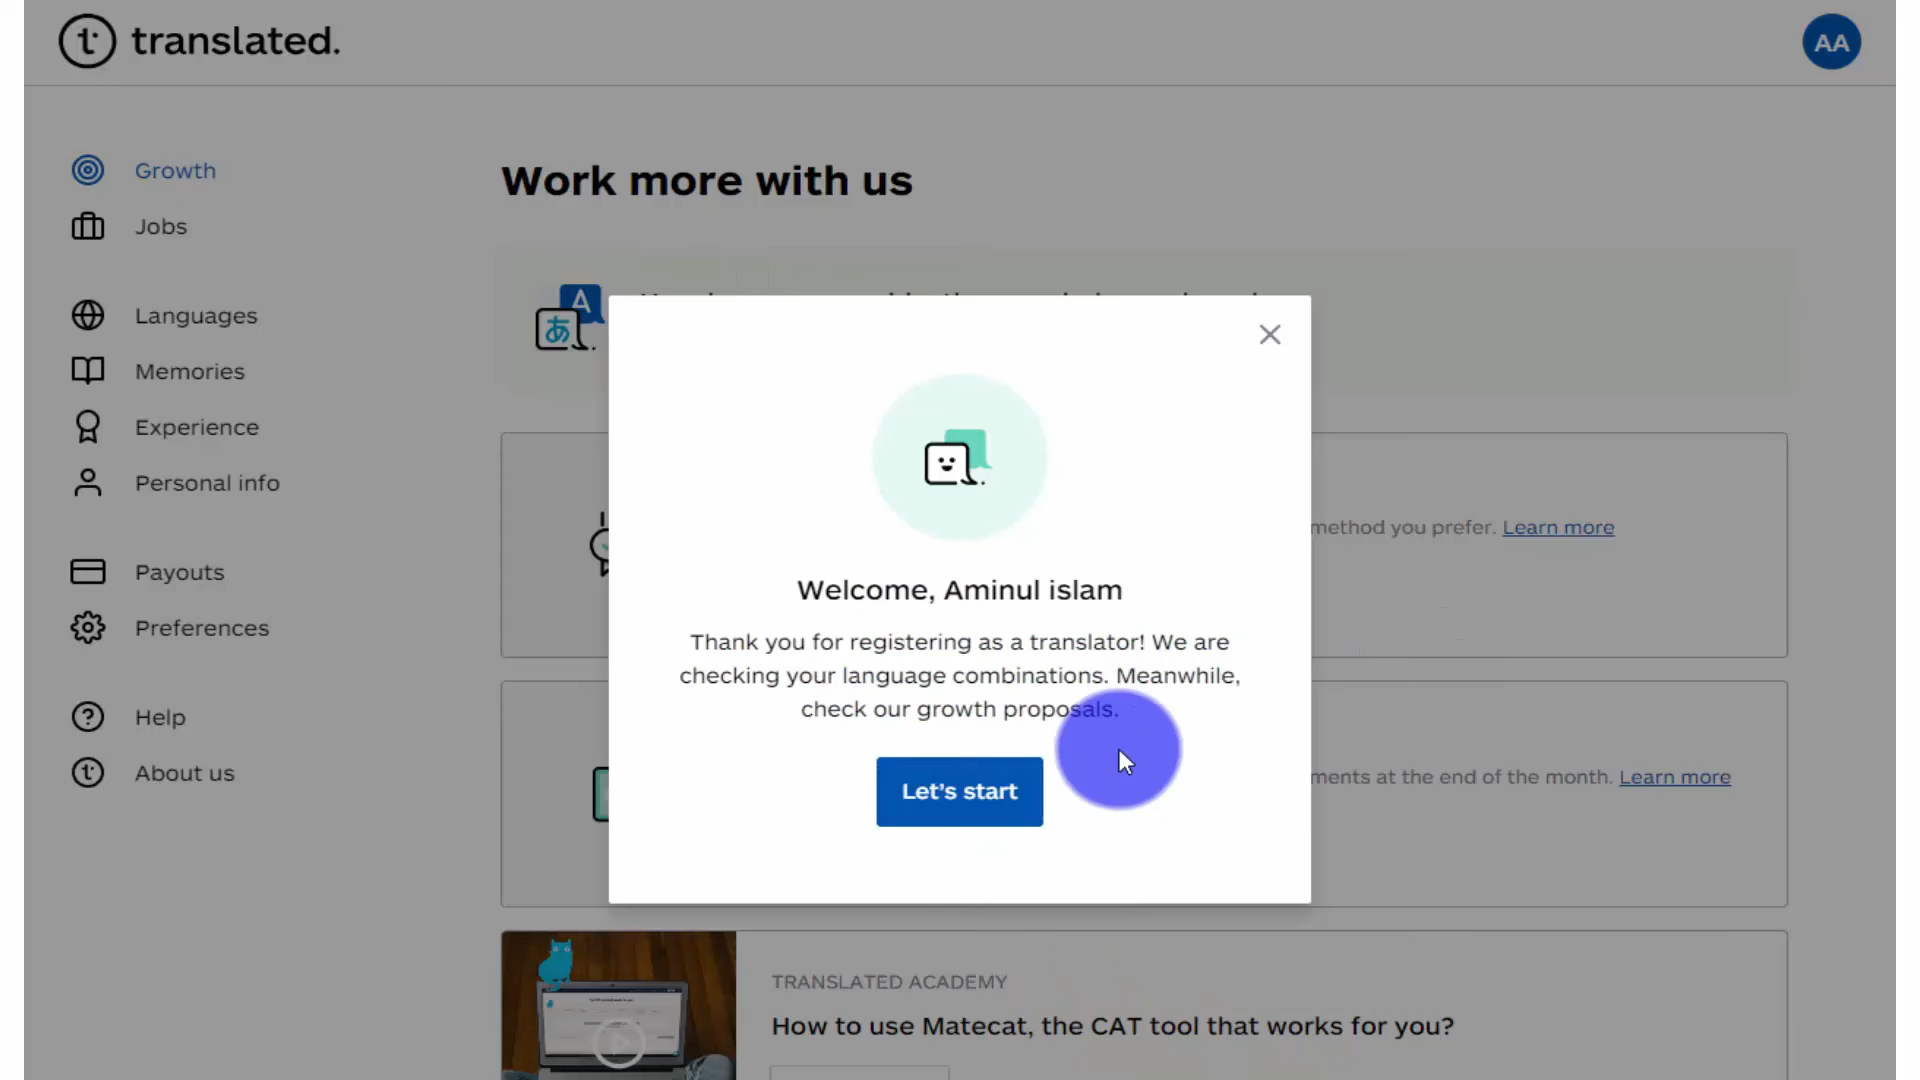 translated.
AA
Growth
Jobs
Languages
Memories
Experience
Personal info
Payouts
Preferences
Help
About us
Work more with us
A
あ
method you prefer. Learn more
Welcome, Aminul islam
Thank you for registering as a translator! We are
checking your language combinations. Meanwhile,
check our growth proposals.
Let's start
ments at the end of the month. Learn more
TRANSLATED ACADEMY
How to use Matecat, the CAT tool that works for you?